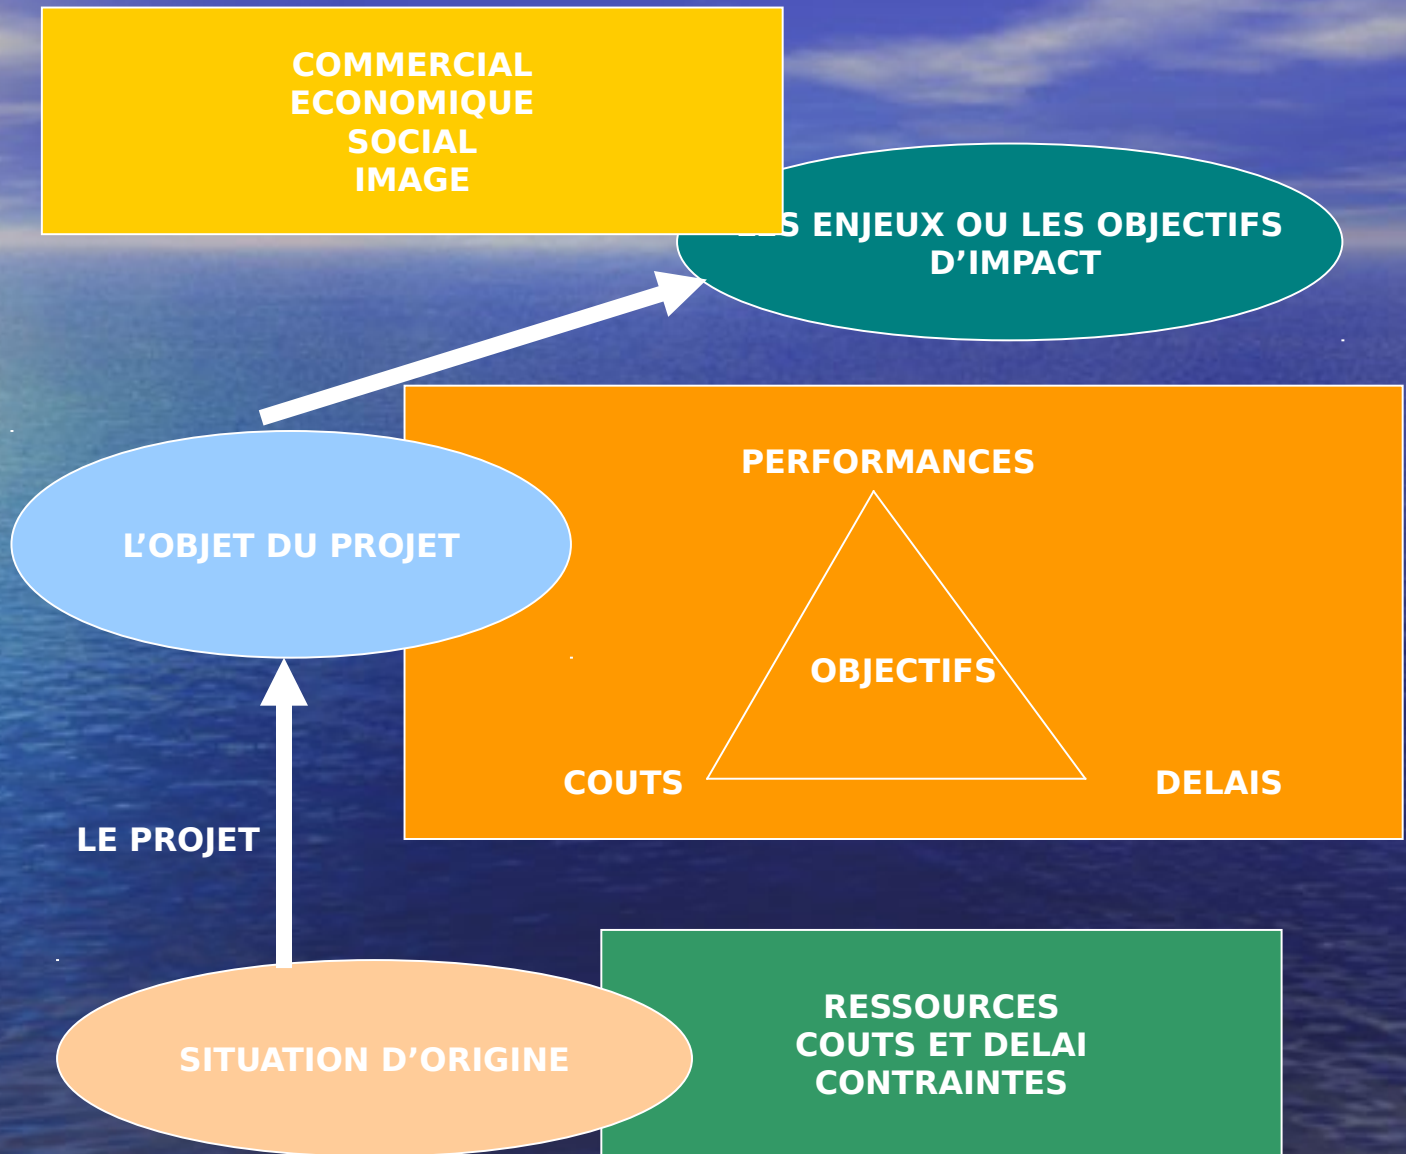 COMMERCIAL
ECONOMIQUE
SOCIAL
IMAGE
ENJEUX OU LES OBJECTIFS
D’IMPACT
PERFORMANCES
L’OBJET DU PROJET
OBJECTIFS
COUTS
DELAIS
LE PROJET
RESSOURCES
COUTS ET DELAI
CONTRAINTES
SITUATION D’ORIGINE